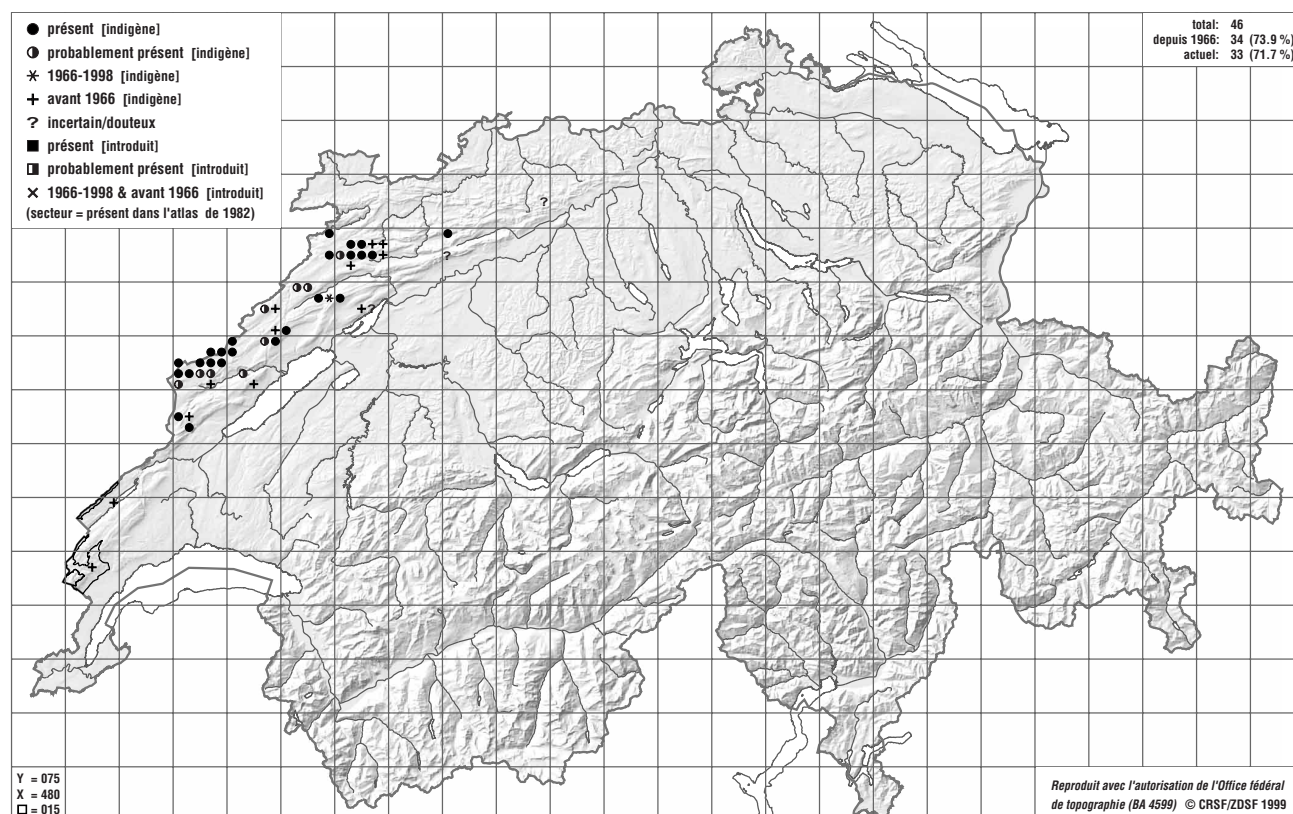 présent [indigène]
probablement présent [indigène]
1966-1998 [indigène]
avant 1966 [indigène]
? incertain/douteux
présent [introduit]
probablement présent [introduit]
1966-1998 & avant 1966 [introduit]
(secteur = présent dans l'atlas de 1982)
total: 46
depuis 1966: 34 (73.9 %)
actuel: 33 (71.7 %)
?
?
?
Y = 075
X = 480
= 015
Reproduit avec l'autorisation de l'Office fédéral
de topographie (BA 4599) © CRSF/ZDSF 1999